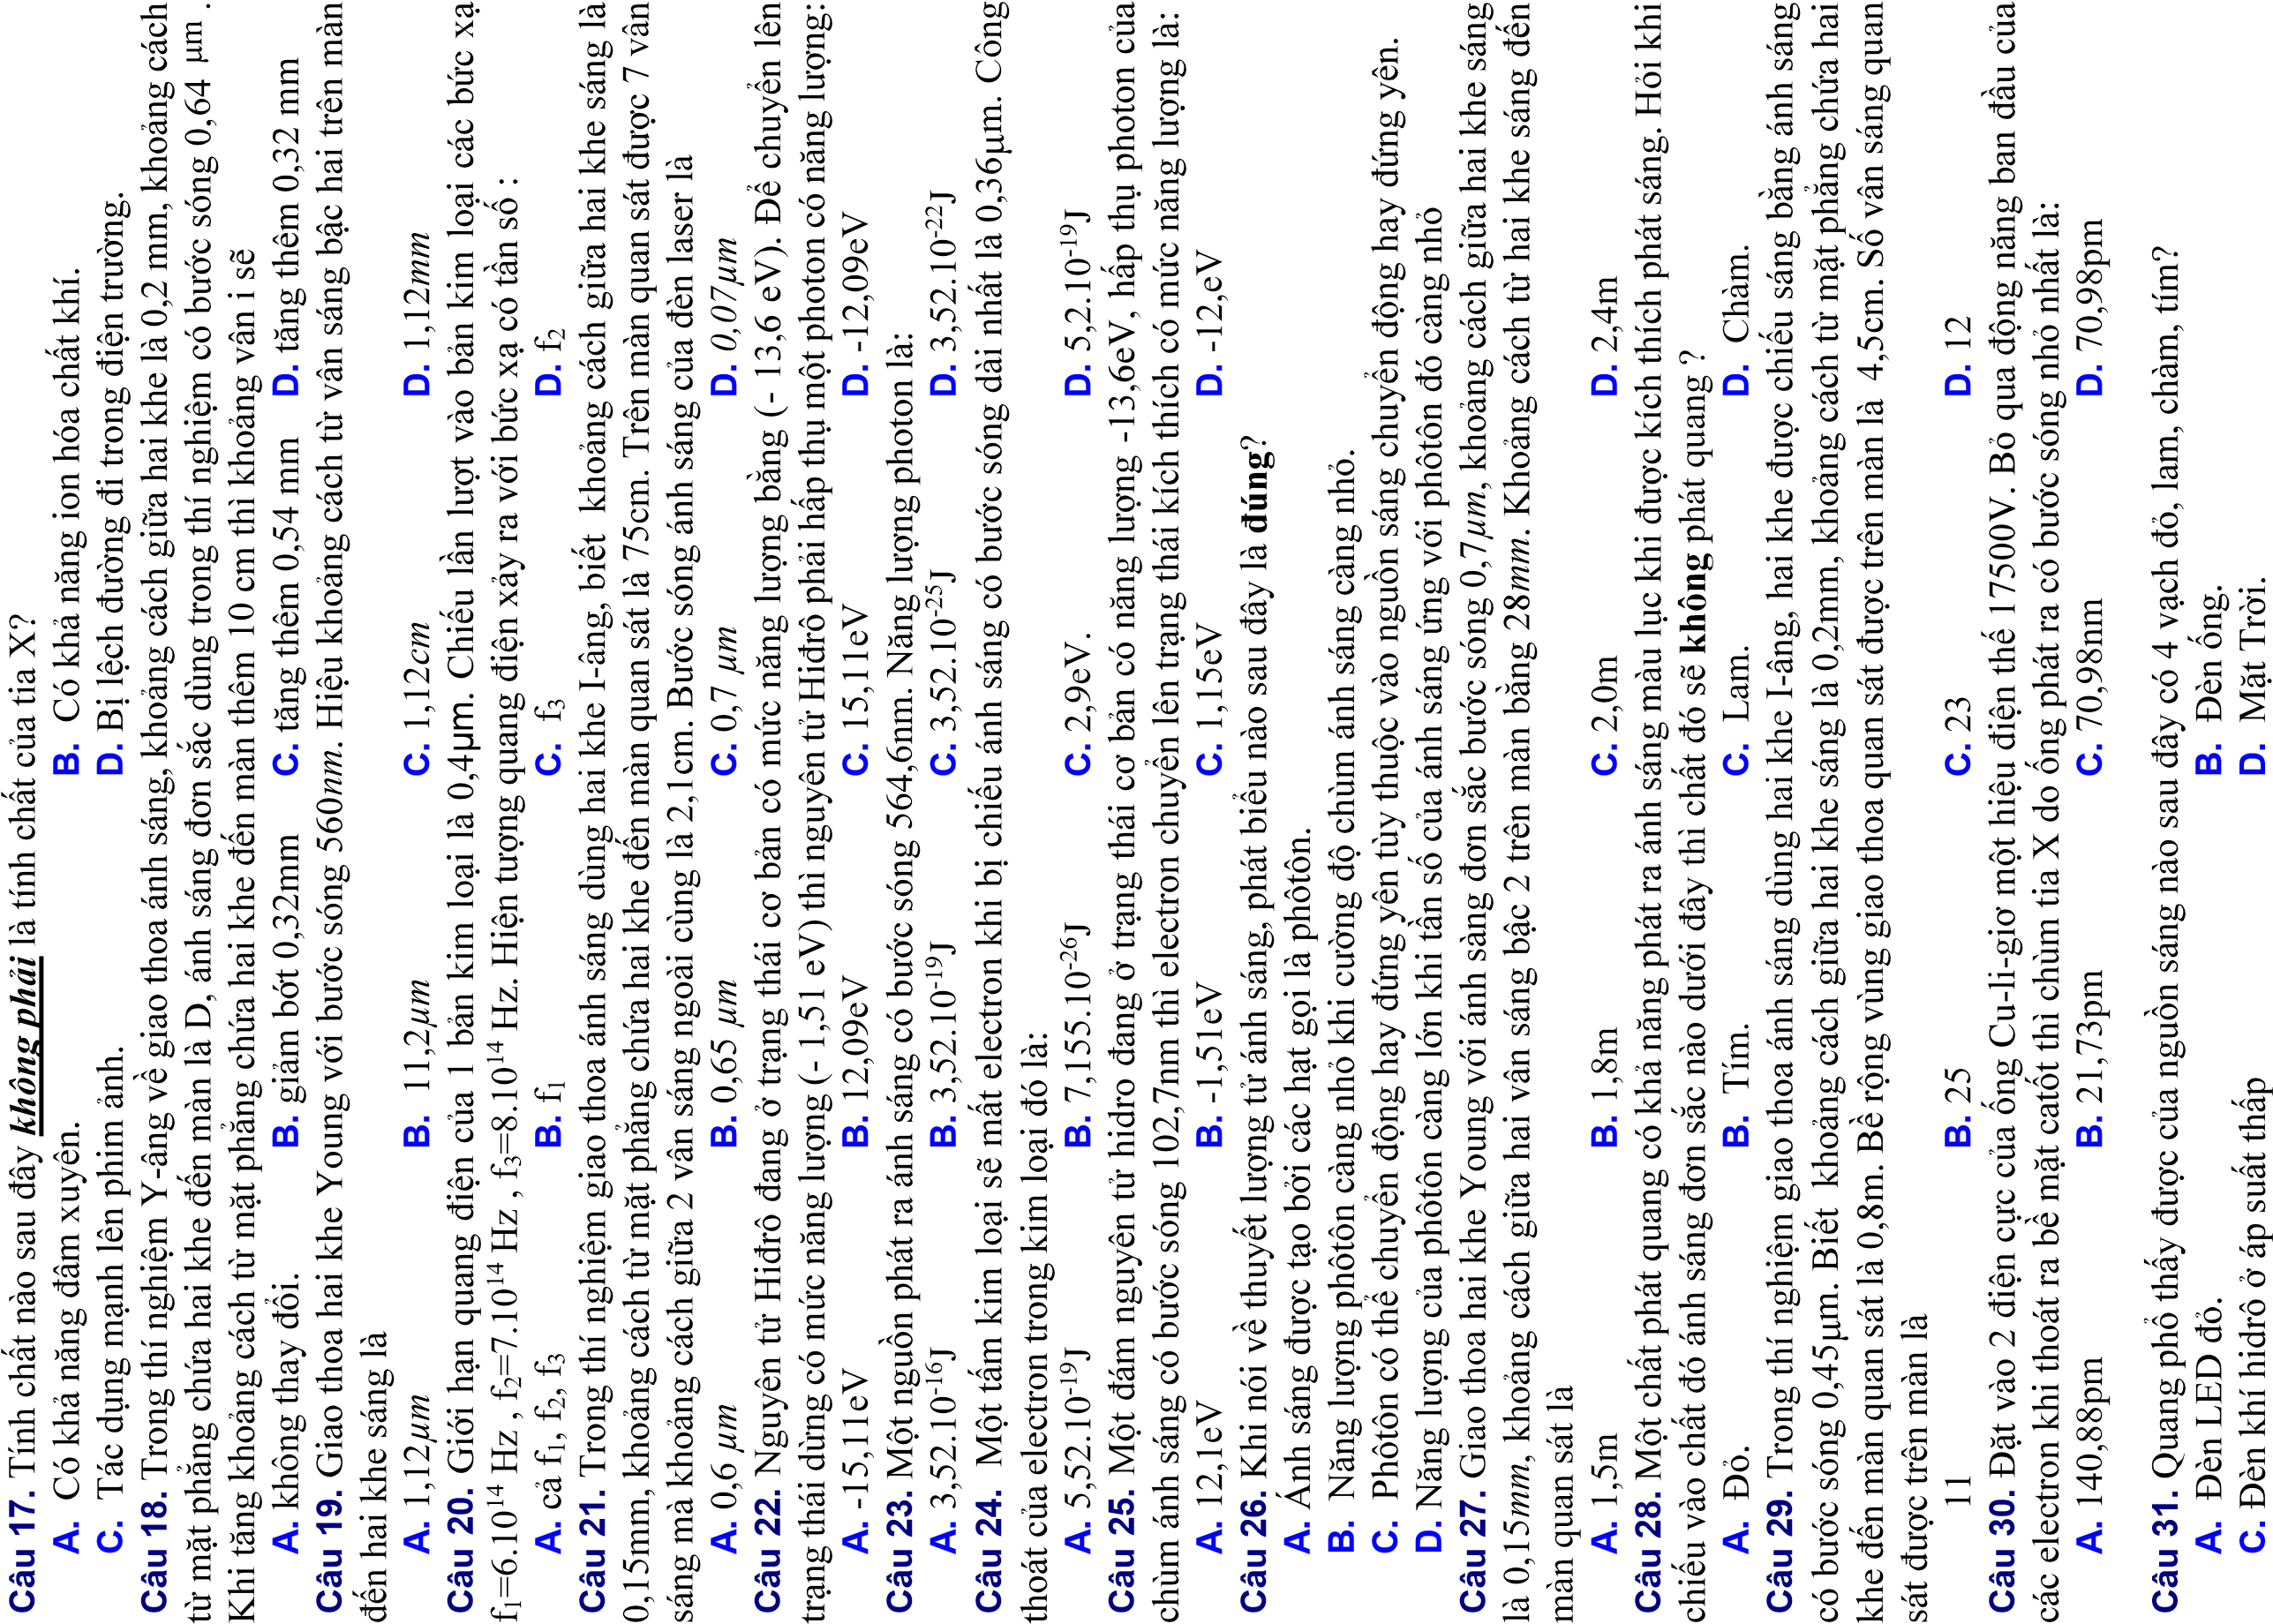 Câu 17. Tính chất nào sau đây không phải là tính chất của tia X?
A. Có khả năng đâm xuyên. B. Có khả năng ion hóa chất khí.
C. Tác dụng mạnh lên phim ảnh. D. Bị lệch đường đi trong điện trường.
Câu 18. Trong thí nghiệm Y-âng về giao thoa ánh sáng, khoảng cách giữa hai khe là 0,2 mm, khoảng cách
từ mặt phẳng chứa hai khe đến màn là D, ánh sáng đơn sắc dùng trong thí nghiệm có bước sóng 0,64 μm .
Khi tăng khoảng cách từ mặt phẳng chứa hai khe đến màn thêm 10 cm thì khoảng vân i sẽ
A. không thay đổi. B. giảm bớt 0,32mm C. tăng thêm 0,54 mm D. tăng thêm 0,32 mm
Câu 19. Giao thoa hai khe Young với bước sóng 560nm. Hiệu khoảng cách từ vân sáng bậc hai trên màn
đến hai khe sáng là
A. 1,12μm B. 11,2μm C. 1,12cm D. 1,12mm
Câu 20. Giới hạn quang điện của 1 bản kim loại là 0,4μm. Chiếu lần lượt vào bản kim loại các bức xạ
f₁=6.10¹⁴ Hz , f₂=7.10¹⁴ Hz , f₃=8.10¹⁴ Hz. Hiện tượng quang điện xảy ra với bức xạ có tần số :
A. cả f₁, f₂, f₃ B. f₁ C. f₃ D. f₂
Câu 21. Trong thí nghiệm giao thoa ánh sáng dùng hai khe I-âng, biết khoảng cách giữa hai khe sáng là
0,15mm, khoảng cách từ mặt phẳng chứa hai khe đến màn quan sát là 75cm. Trên màn quan sát được 7 vân
sáng mà khoảng cách giữa 2 vân sáng ngoài cùng là 2,1cm. Bước sóng ánh sáng của đèn laser là
A. 0,6 μm B. 0,65 μm C. 0,7 μm D. 0,07μm
Câu 22. Nguyên tử Hiđrô đang ở trạng thái cơ bản có mức năng lượng bằng (- 13,6 eV). Để chuyển lên
trạng thái dừng có mức năng lượng (- 1,51 eV) thì nguyên tử Hiđrô phải hấp thụ một photon có năng lượng:
A. -15,11eV B. 12,09eV C. 15,11eV D. -12,09eV
Câu 23. Một nguồn phát ra ánh sáng có bước sóng 564,6nm. Năng lượng photon là:
A. 3,52.10⁻¹⁶J B. 3,52.10⁻¹⁹J C. 3,52.10⁻²⁵J D. 3,52.10⁻²²J
Câu 24. Một tấm kim loại sẽ mất electron khi bị chiếu ánh sáng có bước sóng dài nhất là 0,36μm. Công
thoát của electron trong kim loại đó là:
A. 5,52.10⁻¹⁹J B. 7,155.10⁻²⁶J C. 2,9eV. D. 5,2.10⁻¹⁹J
Câu 25. Một đám nguyên tử hidro đang ở trạng thái cơ bản có năng lượng -13,6eV, hấp thụ photon của
chùm ánh sáng có bước sóng 102,7nm thì electron chuyển lên trạng thái kích thích có mức năng lượng là:
A. 12,1eV B. -1,51eV C. 1,15eV D. -12,eV
Câu 26. Khi nói về thuyết lượng tử ánh sáng, phát biểu nào sau đây là đúng?
A. Ánh sáng được tạo bởi các hạt gọi là phôtôn.
B. Năng lượng phôtôn càng nhỏ khi cường độ chùm ánh sáng càng nhỏ.
C. Phôtôn có thể chuyển động hay đứng yên tùy thuộc vào nguồn sáng chuyển động hay đứng yên.
D. Năng lượng của phôtôn càng lớn khi tần số của ánh sáng ứng với phôtôn đó càng nhỏ
Câu 27. Giao thoa hai khe Young với ánh sàng đơn sắc bước sóng 0,7μm, khoảng cách giữa hai khe sáng
là 0,15mm, khoảng cách giữa hai vân sáng bậc 2 trên màn bằng 28mm. Khoảng cách từ hai khe sáng đến
màn quan sát là
A. 1,5m B. 1,8m C. 2,0m D. 2,4m
Câu 28. Một chất phát quang có khả năng phát ra ánh sáng màu lục khi được kích thích phát sáng. Hỏi khi
chiếu vào chất đó ánh sáng đơn sắc nào dưới đây thì chất đó sẽ không phát quang ?
A. Đỏ. B. Tím. C. Lam. D. Chàm.
Câu 29. Trong thí nghiệm giao thoa ánh sáng dùng hai khe I-âng, hai khe được chiếu sáng bằng ánh sáng
có bước sóng 0,45μm. Biết khoảng cách giữa hai khe sáng là 0,2mm, khoảng cách từ mặt phẳng chứa hai
khe đến màn quan sát là 0,8m. Bề rộng vùng giao thoa quan sát được trên màn là 4,5cm. Số vân sáng quan
sát được trên màn là
11 B. 25 C. 23 D. 12
Câu 30. Đặt vào 2 điện cực của ống Cu-li-giơ một hiệu điện thế 17500V. Bỏ qua động năng ban đầu của
các electron khi thoát ra bề mặt catốt thì chùm tia X do ống phát ra có bước sóng nhỏ nhất là:
A. 140,88pm B. 21,73pm C. 70,98nm D. 70,98pm
Câu 31. Quang phổ thấy được của nguồn sáng nào sau đây có 4 vạch đỏ, lam, chàm, tím?
A. Đèn LED đỏ. B. Đèn ống.
C. Đèn khí hidrô ở áp suất thấp D. Mặt Trời.